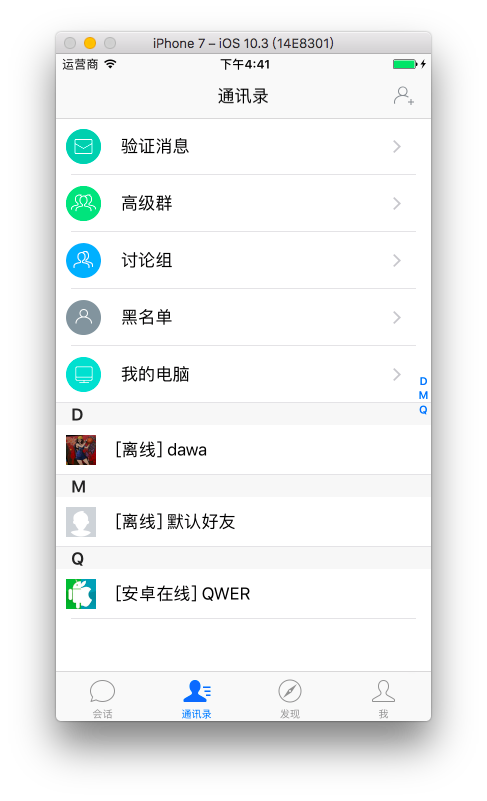 iPhone 7 – iOS 10.3 (14E8301)
运营商 下午4:41
通讯录
验证消息
高级群
讨论组
黑名单
我的电脑
D
M
Q
D
[离线] dawa
M
[离线] 默认好友
Q
[安卓在线] QWER
会话 通讯录 发现 我